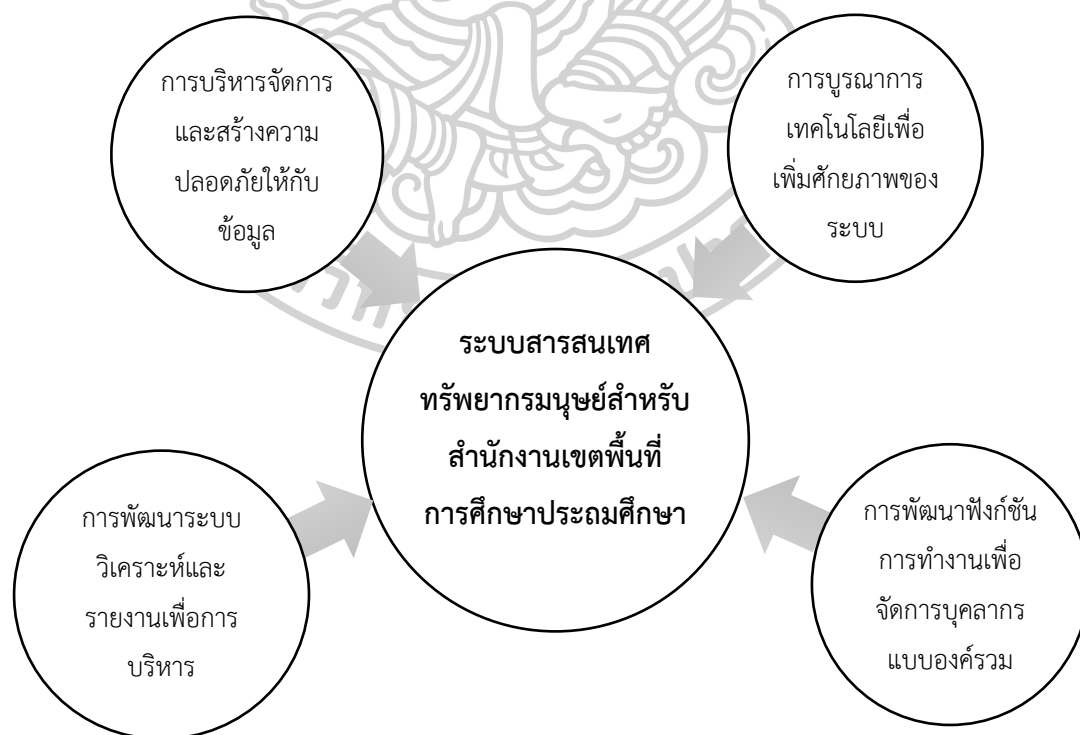 การบริหารจัดการ
และสร้างความ
ปลอดภัยให้กับ
ข้อมูล
การบูรณาการ
เทคโนโลยีเพื่อ
เพิ่มศักยภาพของ
ระบบ
ระบบสารสนเทศ
ทรัพยากรมนุษย์สำหรับ
สำนักงานเขตพื้นที่
การศึกษาประถมศึกษา
การพัฒนาระบบ
วิเคราะห์และ
รายงานเพื่อการ
บริหาร
การพัฒนาฟังก์ชัน
การทำงานเพื่อ
จัดการบุคลากร
แบบองค์รวม